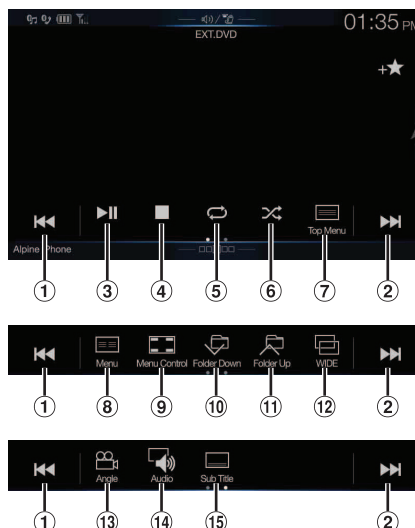 01:35 PM
EXT.DVD
Top Menu
Alpine Phone
① ③ ④ ⑤ ⑥ ⑦ ②
Menu Menu Control Folder Down Folder Up WIDE
① ⑧ ⑨ ⑩ ⑪ ⑫ ②
Angle Audio Sub Title
① ⑬ ⑭ ⑮ ②